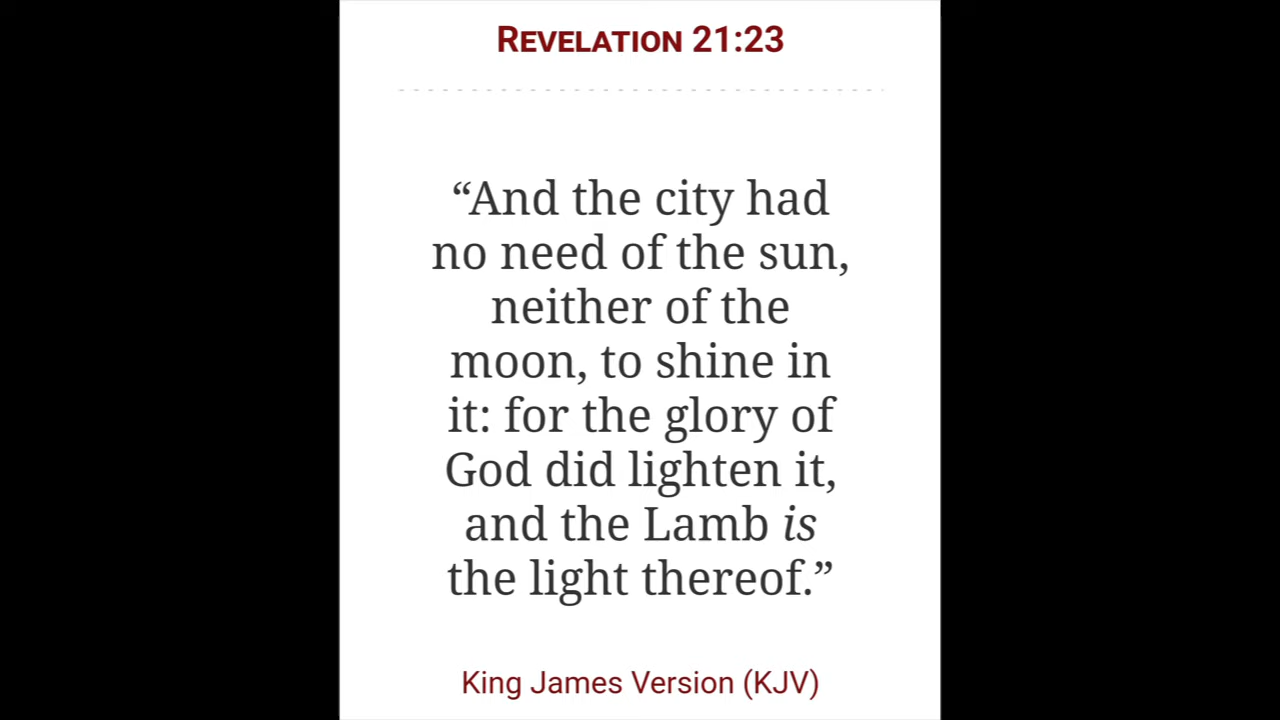 Revelation 21:23
“And the city had
no need of the sun,
neither of the
moon, to shine in
it: for the glory of
God did lighten it,
and the Lamb is
the light thereof.”
King James Version (KJV)